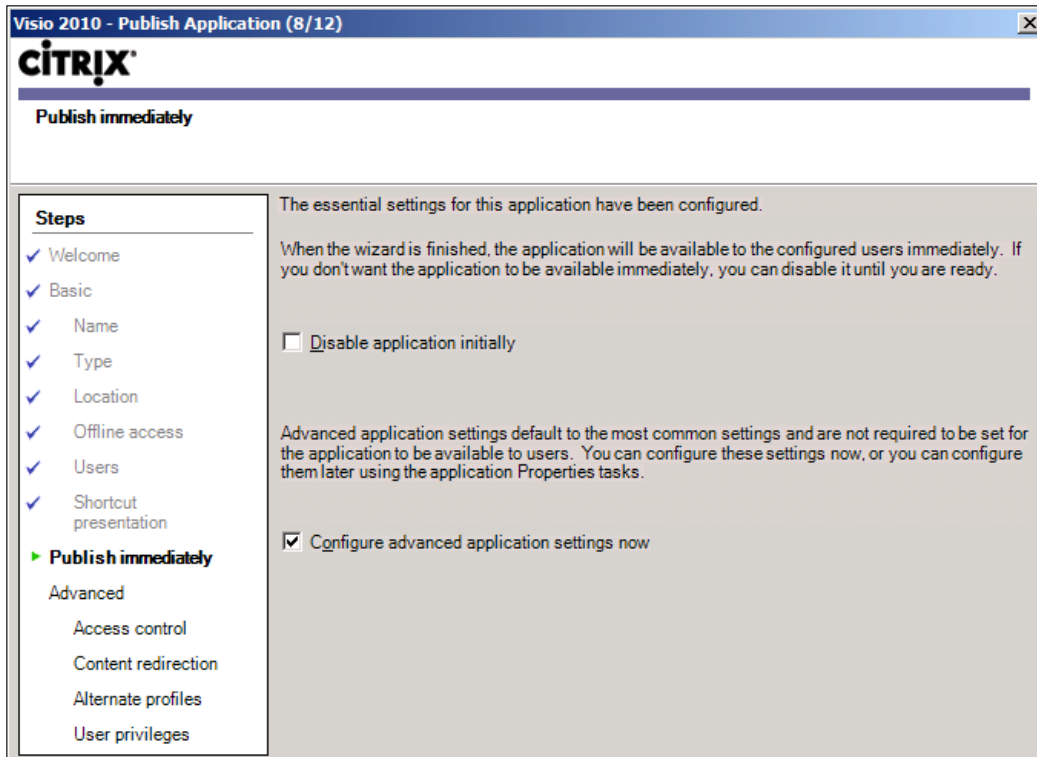 Visio 2010 - Publish Application (8/12)
CİTRIX
Publish immediately
Steps
Welcome
Basic
Name
Type
Location
Offline access
Users
Shortcut
presentation
Publish immediately
Advanced
Access control
Content redirection
Alternate profiles
User privileges
The essential settings for this application have been configured.
When the wizard is finished, the application will be available to the configured users immediately. If
you don't want the application to be available immediately, you can disable it until you are ready.
Disable application initially
Advanced application settings default to the most common settings and are not required to be set for
the application to be available to users. You can configure these settings now, or you can configure
them later using the application Properties tasks.
Configure advanced application settings now